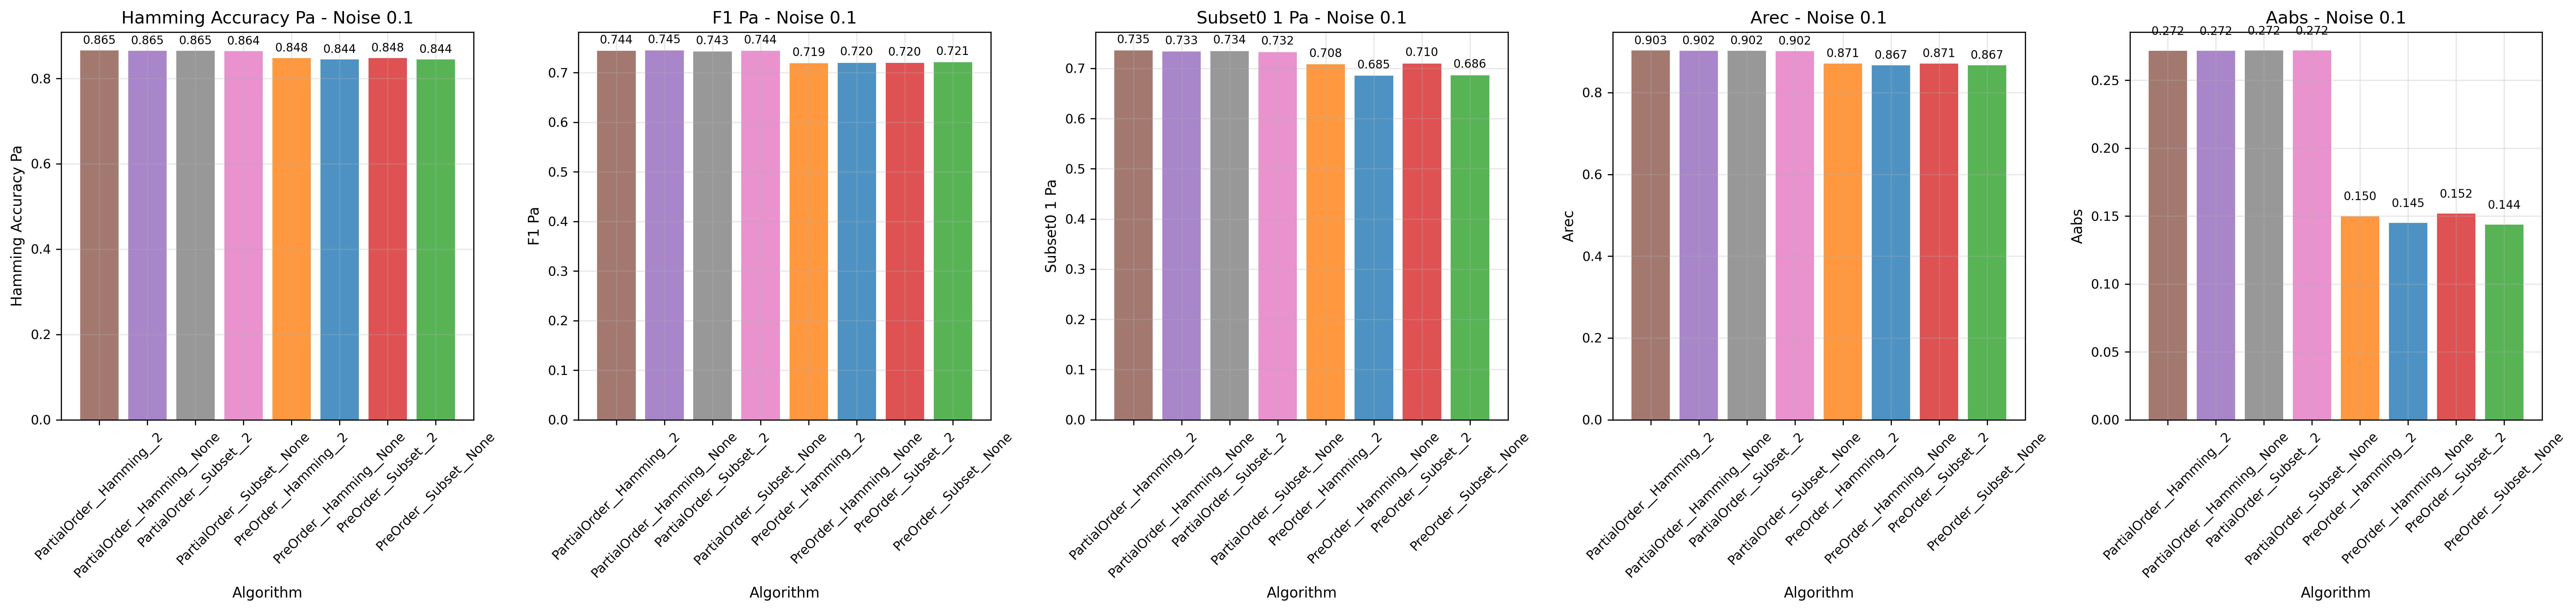 Hamming Accuracy Pa - Noise 0.1
Hamming Accuracy Pa
0.8
0.6
0.4
0.2
0.0
0.865
0.865
0.865
0.864
0.848
0.844
0.848
0.844
PartialOrder__Hamming__2
PartialOrder__Hamming__None
PartialOrder__Subset__2
PartialOrder__Subset__None
PreOrder__Hamming__2
PreOrder__Hamming__None
PreOrder__Subset__2
PreOrder__Subset__None
Algorithm
F1 Pa - Noise 0.1
F1 Pa
0.7
0.6
0.5
0.4
0.3
0.2
0.1
0.0
0.744
0.745
0.743
0.744
0.719
0.720
0.720
0.721
PartialOrder__Hamming__2
PartialOrder__Hamming__None
PartialOrder__Subset__2
PartialOrder__Subset__None
PreOrder__Hamming__2
PreOrder__Hamming__None
PreOrder__Subset__2
PreOrder__Subset__None
Algorithm
Subset0 1 Pa - Noise 0.1
Subset0 1 Pa
0.7
0.6
0.5
0.4
0.3
0.2
0.1
0.0
0.735
0.733
0.734
0.732
0.708
0.685
0.710
0.686
PartialOrder__Hamming__2
PartialOrder__Hamming__None
PartialOrder__Subset__2
PartialOrder__Subset__None
PreOrder__Hamming__2
PreOrder__Hamming__None
PreOrder__Subset__2
PreOrder__Subset__None
Algorithm
Arec - Noise 0.1
Arec
0.8
0.6
0.4
0.2
0.0
0.903
0.902
0.902
0.902
0.871
0.867
0.871
0.867
PartialOrder__Hamming__2
PartialOrder__Hamming__None
PartialOrder__Subset__2
PartialOrder__Subset__None
PreOrder__Hamming__2
PreOrder__Hamming__None
PreOrder__Subset__2
PreOrder__Subset__None
Algorithm
Aabs - Noise 0.1
Aabs
0.25
0.20
0.15
0.10
0.05
0.00
0.272
0.272
0.272
0.272
0.150
0.145
0.152
0.144
PartialOrder__Hamming__2
PartialOrder__Hamming__None
PartialOrder__Subset__2
PartialOrder__Subset__None
PreOrder__Hamming__2
PreOrder__Hamming__None
PreOrder__Subset__2
PreOrder__Subset__None
Algorithm